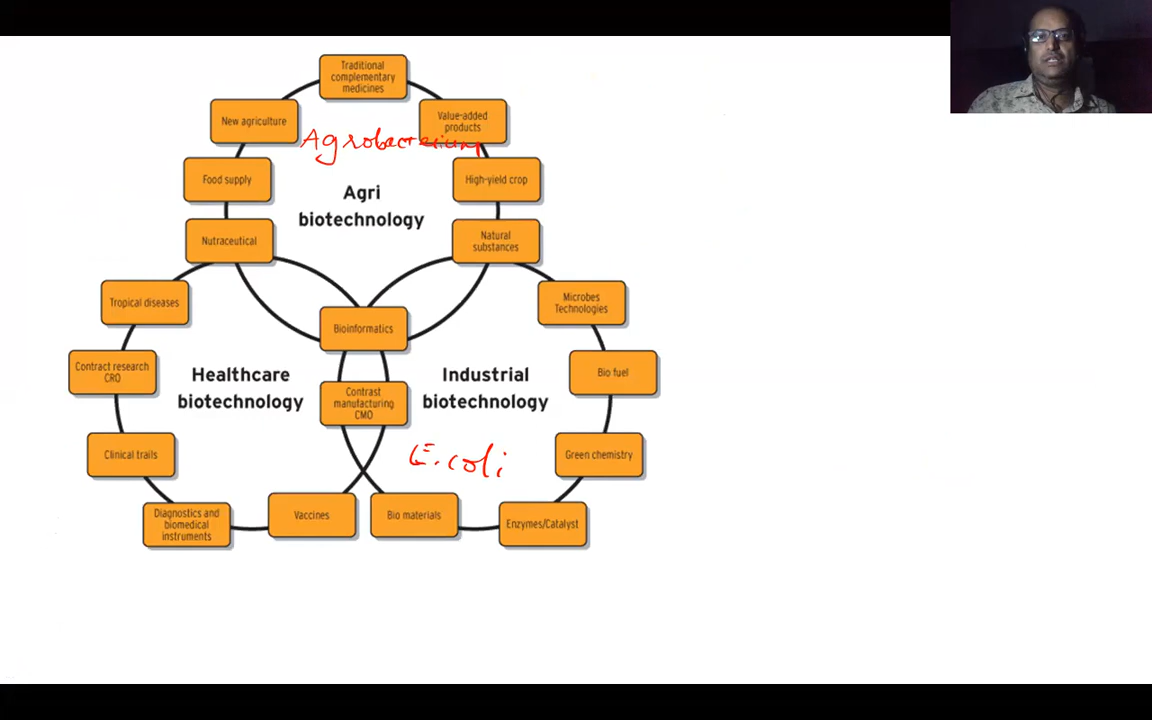 Traditional
complementary
medicines
New agriculture
Value-added
products
Agrobacterium
Food supply
High-yield crop
Agri
biotechnology
Nutraceutical
Natural
substances
Tropical diseases
Microbes
Technologies
Bioinformatics
Contract research
CRO
Healthcare
biotechnology
Contrast
manufacturing
CMO
Industrial
biotechnology
Bio fuel
Clinical trails
E.coli
Green chemistry
Diagnostics and
biomedical
instruments
Vaccines
Bio materials
Enzymes/Catalyst